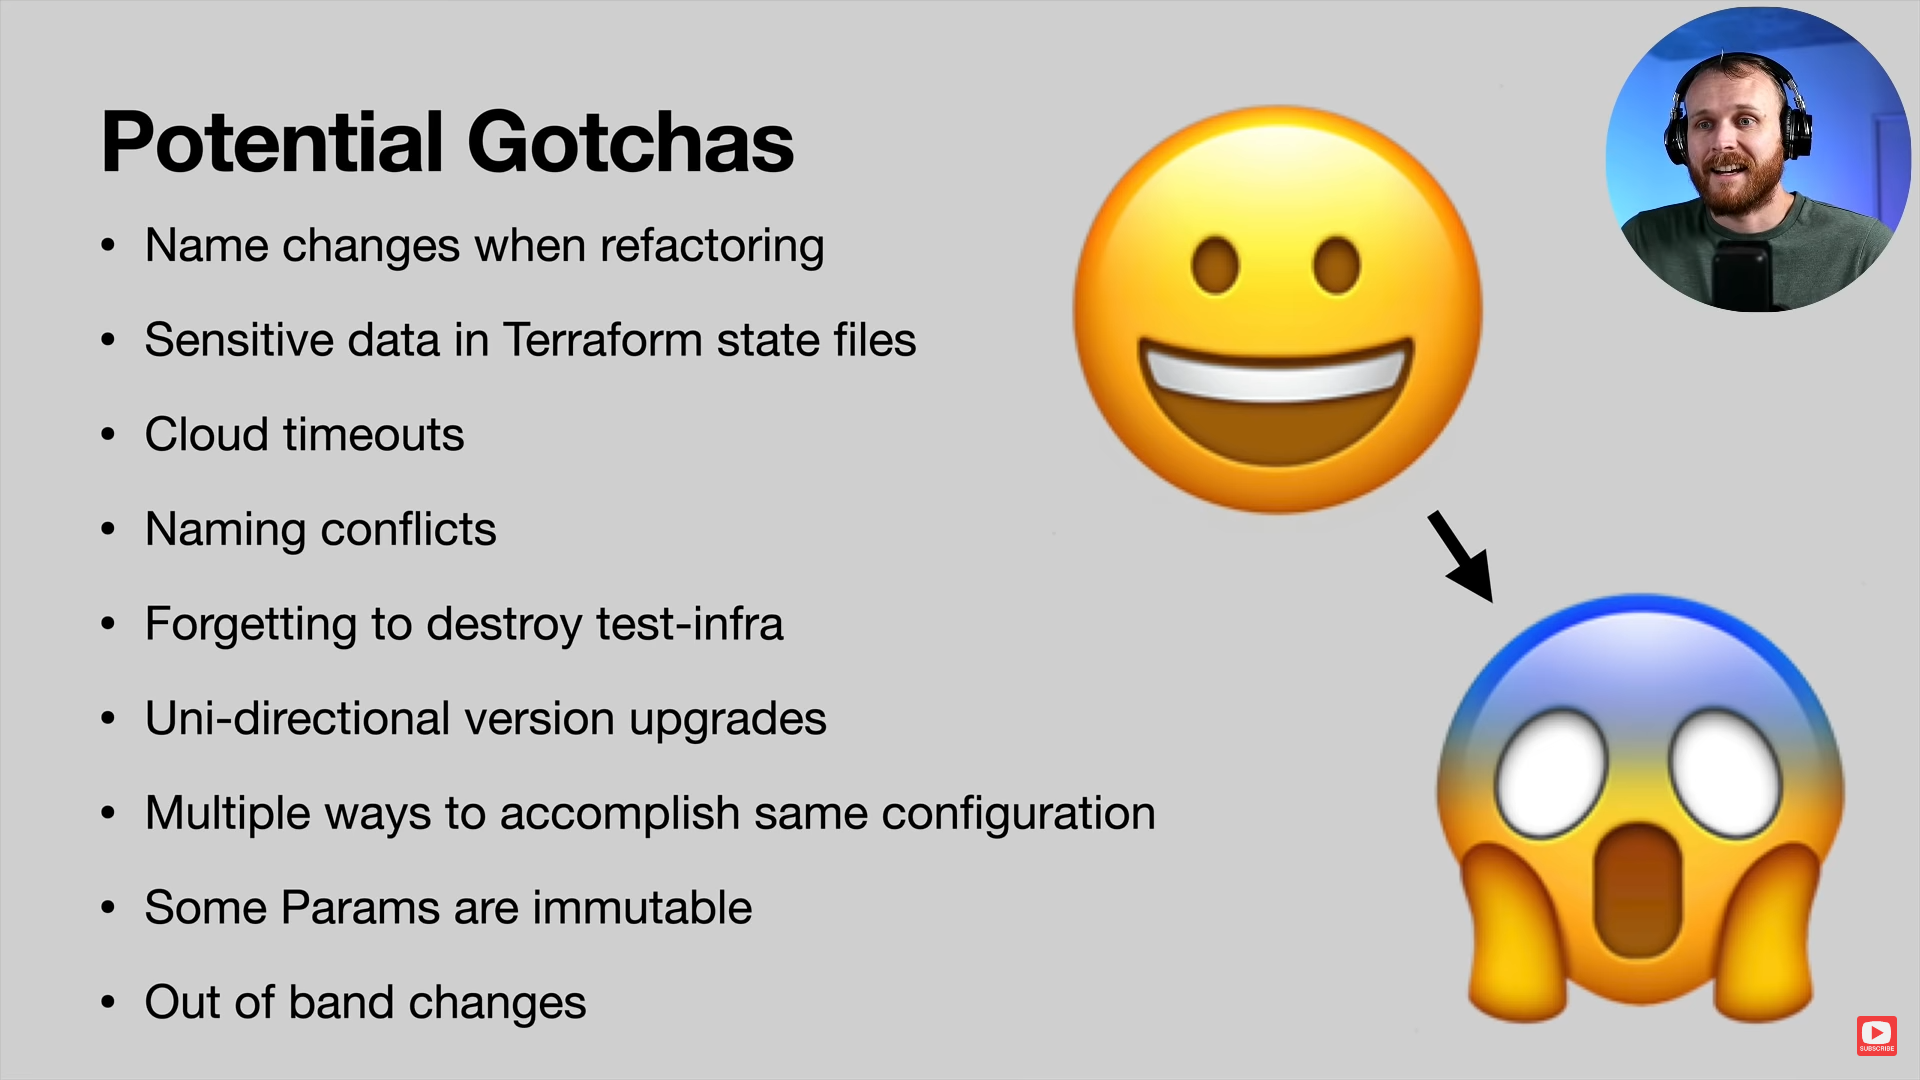 Potential Gotchas
• Name changes when refactoring
• Sensitive data in Terraform state files
• Cloud timeouts
• Naming conflicts
• Forgetting to destroy test-infra
• Uni-directional version upgrades
• Multiple ways to accomplish same configuration
• Some Params are immutable
• Out of band changes
SUBSCRIBE